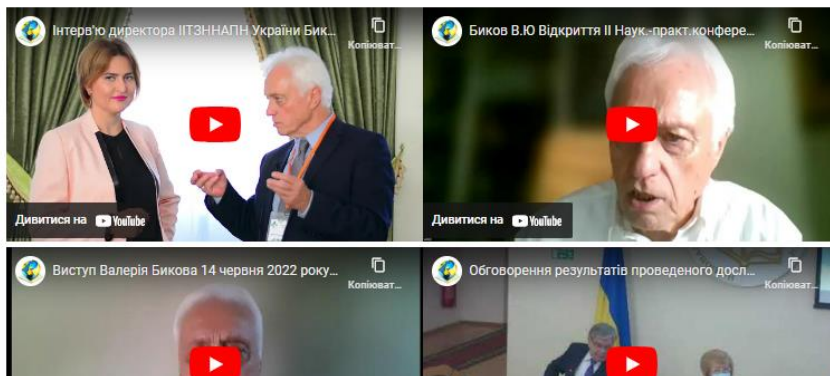 Інтерв'ю директора ІІТЗННАПН України Бик...
Копіюват...
Дивитися на YouTube
Биков В.Ю Відкриття ІІ Наук.-практ.конфере...
Копіюват...
Дивитися на YouTube
Виступ Валерія Бикова 14 червня 2022 року...
Копіюват...
Обговорення результатів проведеного досл...
Копіюват...